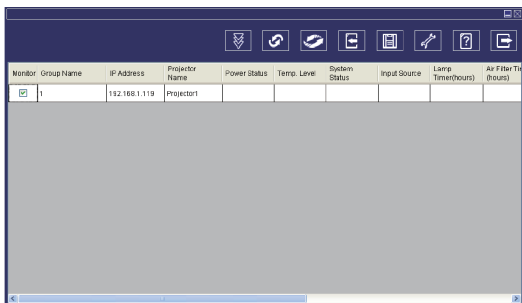 Monitor Group Name IP Address Projector Name Power Status Temp. Level System Status Input Source Lamp Timer(hours) Air Filter Ti (hours)
1 192.168.1.119 Projector1